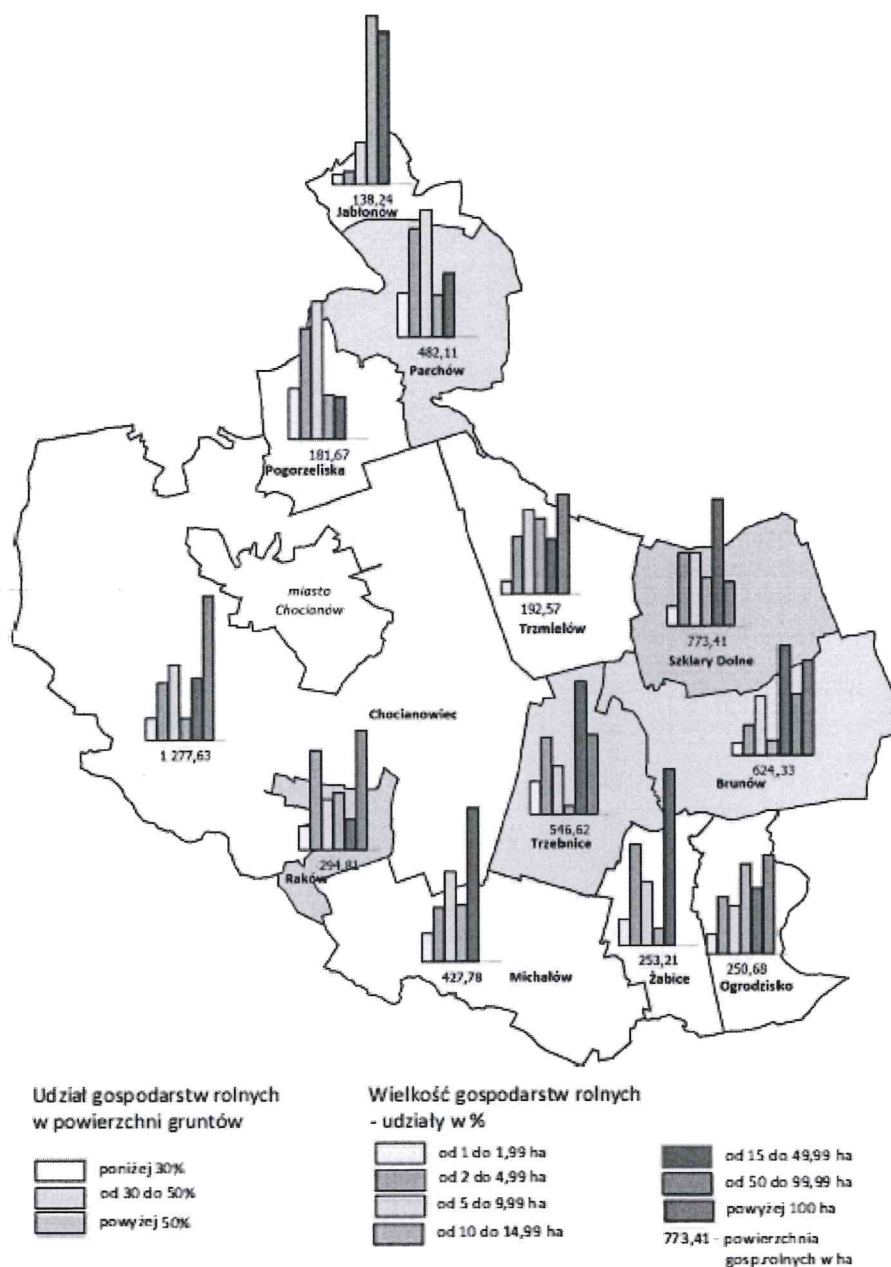 138,24
Jabłonów
482,11
Parchów
181,67
Pogorzeliska
miasto
Chocianów
192,57
Trzmielów
773,41
Szklary Dolne
Chocianowiec
1 277,63
624,33
Brunów
546,62
Trzebnice
294,81
Raków
427,78
Michałów
253,21
Żabice
250,68
Ogrodzisko
Udział gospodarstw rolnych
w powierzchni gruntów
poniżej 30%
od 30 do 50%
powyżej 50%
Wielkość gospodarstw rolnych
- udziały w %
od 1 do 1,99 ha
od 2 do 4,99 ha
od 5 do 9,99 ha
od 10 do 14,99 ha
od 15 do 49,99 ha
od 50 do 99,99 ha
powyżej 100 ha
773,41 - powierzchnia
gosp.rolnych w ha